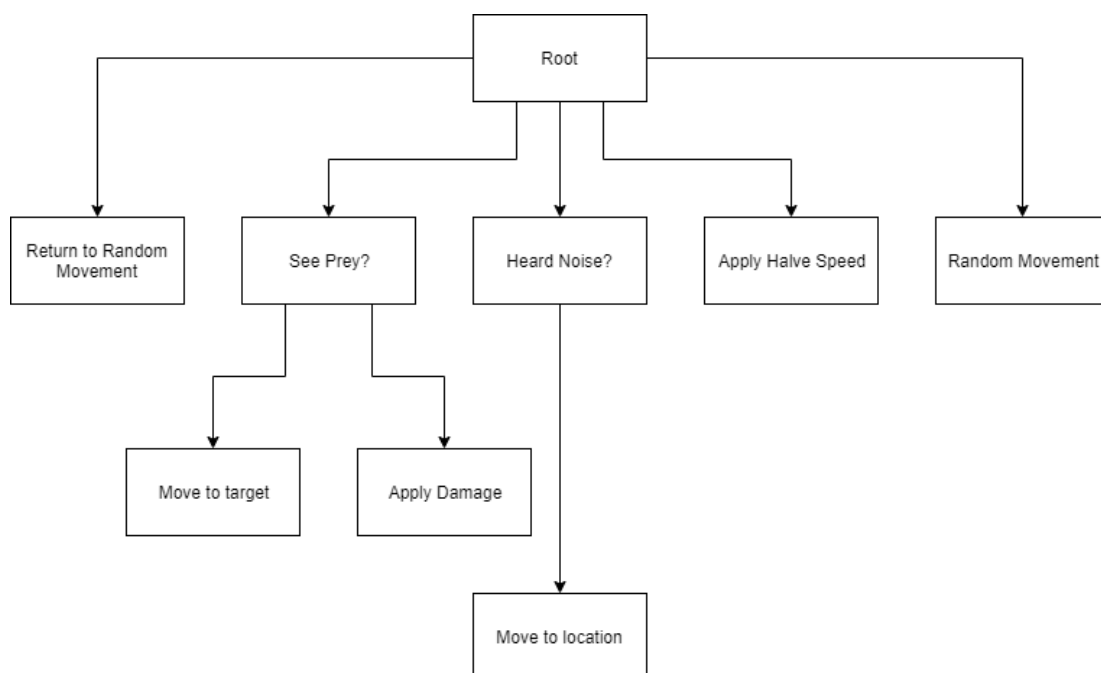 Root
Return to Random
Movement
See Prey?
Heard Noise?
Apply Halve Speed
Random Movement
Move to target
Apply Damage
Move to location